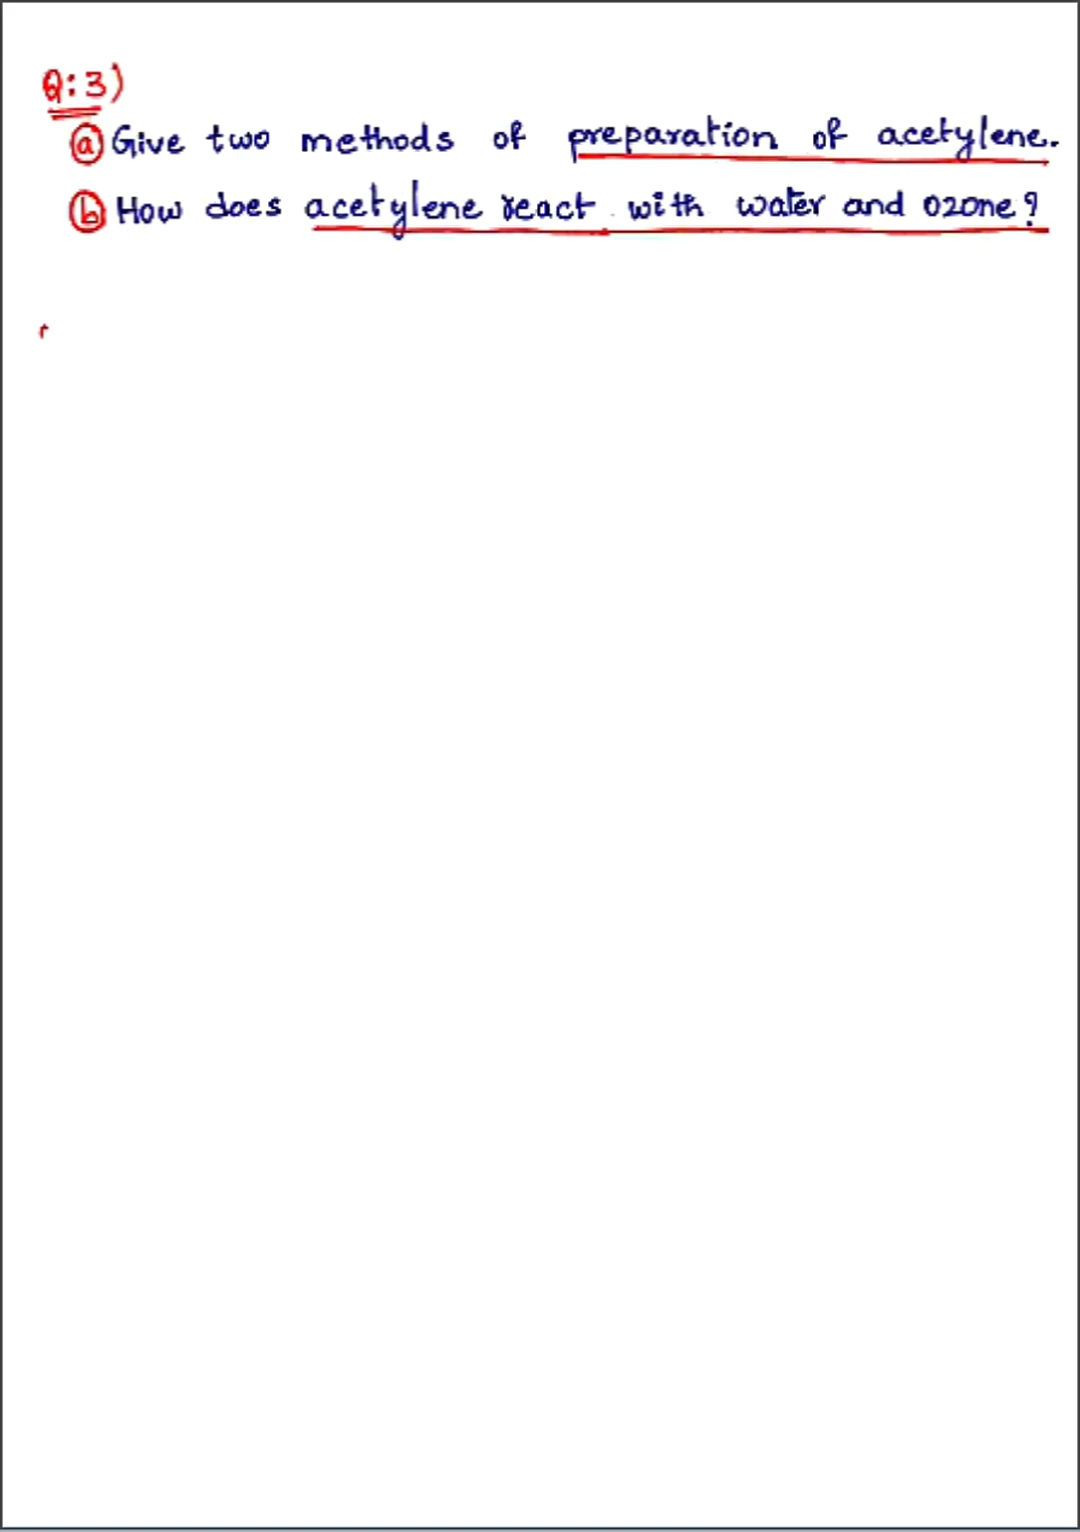 Q:3)
a Give two methods of preparation of acetylene.
b How does acetylene react with water and ozone?